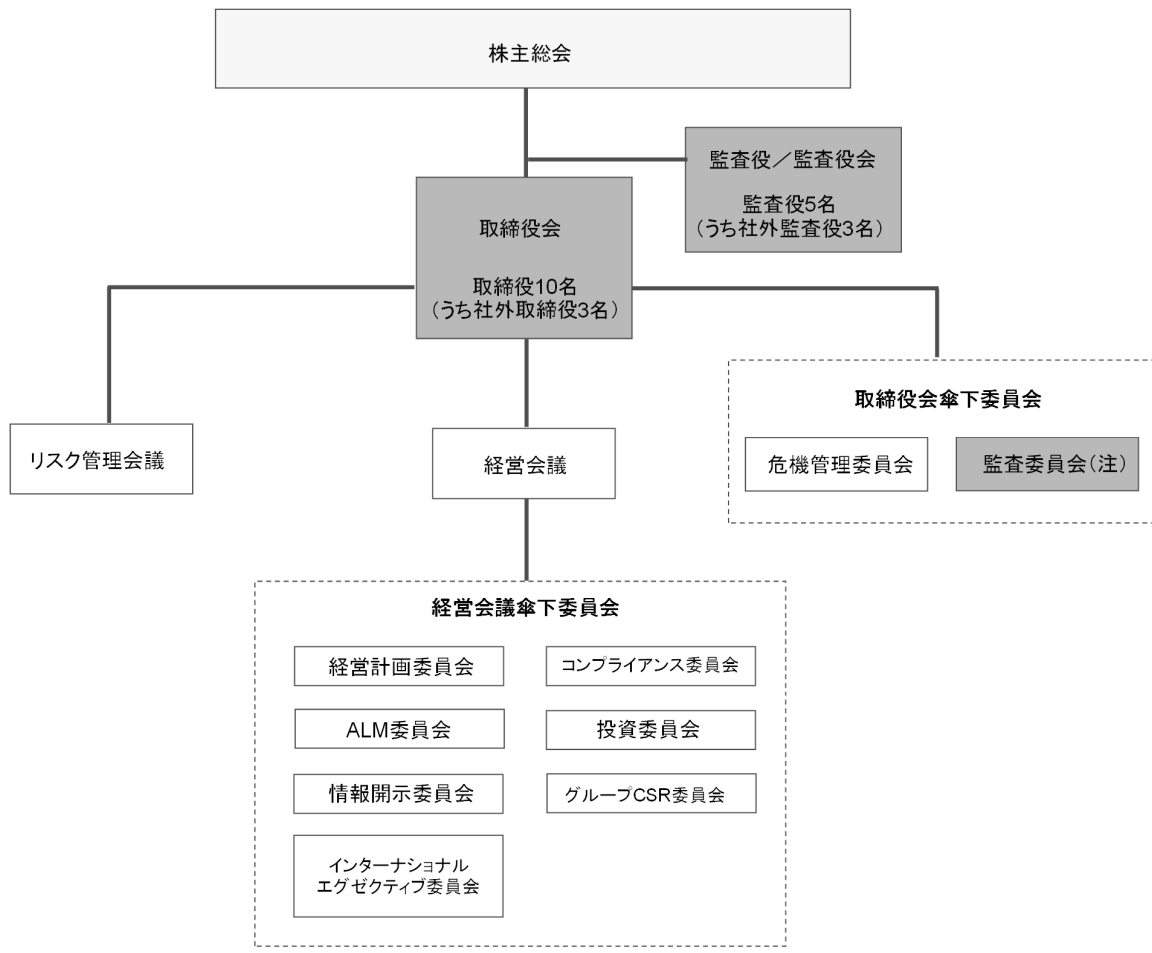 株主総会
監査役／監査役会
監査役5名
（うち社外監査役3名）
取締役会
取締役10名
（うち社外取締役3名）
取締役会傘下委員会
リスク管理会議
経営会議
危機管理委員会
監査委員会（注）
経営会議傘下委員会
経営計画委員会
コンプライアンス委員会
ALM委員会
投資委員会
情報開示委員会
グループCSR委員会
インターナショナル
エグゼクティブ委員会